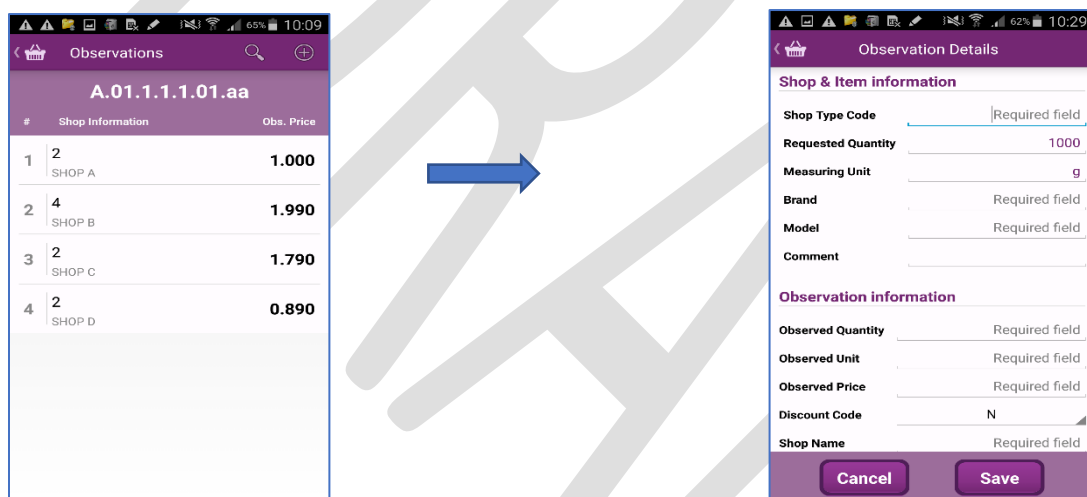 65% 10:09
Observations
A.01.1.1.1.01.aa
# Shop Information Obs. Price
1 2 1.000
SHOP A
2 4 1.990
SHOP B
3 2 1.790
SHOP C
4 2 0.890
SHOP D
62% 10:29
Observation Details
Shop & Item information
Shop Type Code Required field
Requested Quantity 1000
Measuring Unit g
Brand Required field
Model Required field
Comment
Observation information
Observed Quantity Required field
Observed Unit Required field
Observed Price Required field
Discount Code N
Shop Name Required field
Cancel Save